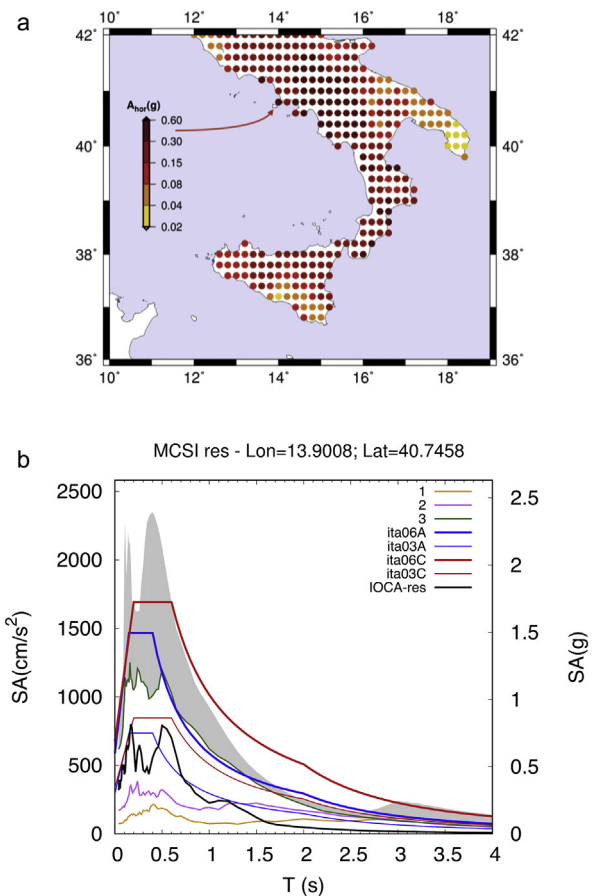 a
10° 12° 14° 16° 18°
42° 42°
A_hor(g)
0.60
0.30
0.15
0.08
0.04
0.02
40° 40°
38° 38°
36° 36°
10° 12° 14° 16° 18°
b
MCSI res - Lon=13.9008; Lat=40.7458
SA(cm/s²)
2500
2000
1500
1000
500
0
1
2
3
ita06A
ita03A
ita06C
ita03C
IOCA-res
2.5
2
1.5
1
0.5
0
SA(g)
0 0.5 1 1.5 2 2.5 3 3.5 4
T (s)